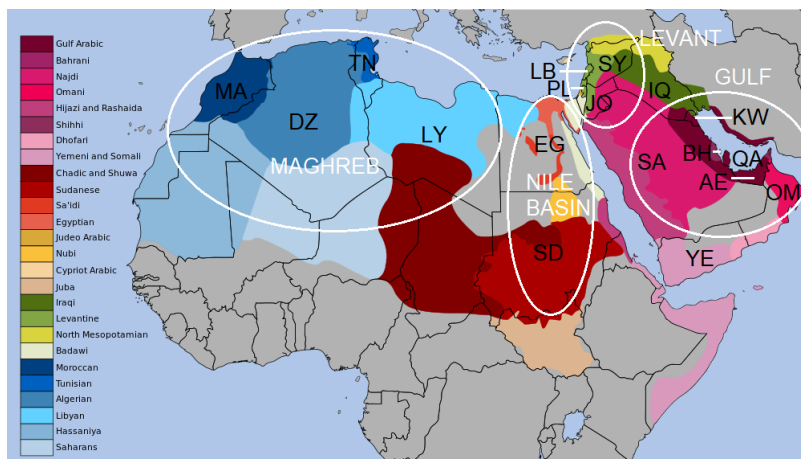 Gulf Arabic
Bahrani
Najdi
Omani
Hijazi and Rashaida
Shihhi
Dhofari
Yemeni and Somali
Chadic and Shuwa
Sudanese
Sa'idi
Egyptian
Judeo Arabic
Nubi
Cypriot Arabic
Juba
Iraqi
Levantine
North Mesopotamian
Badawi
Moroccan
Tunisian
Algerian
Libyan
Hassaniya
Saharans
LEVANT
TN
SY
LB
GULF
MA
PL
IQ
JO
DZ
KW
LY
EG
MAGHREB
SA
BH
QA
NILE
AE
BASIN
OM
SD
YE